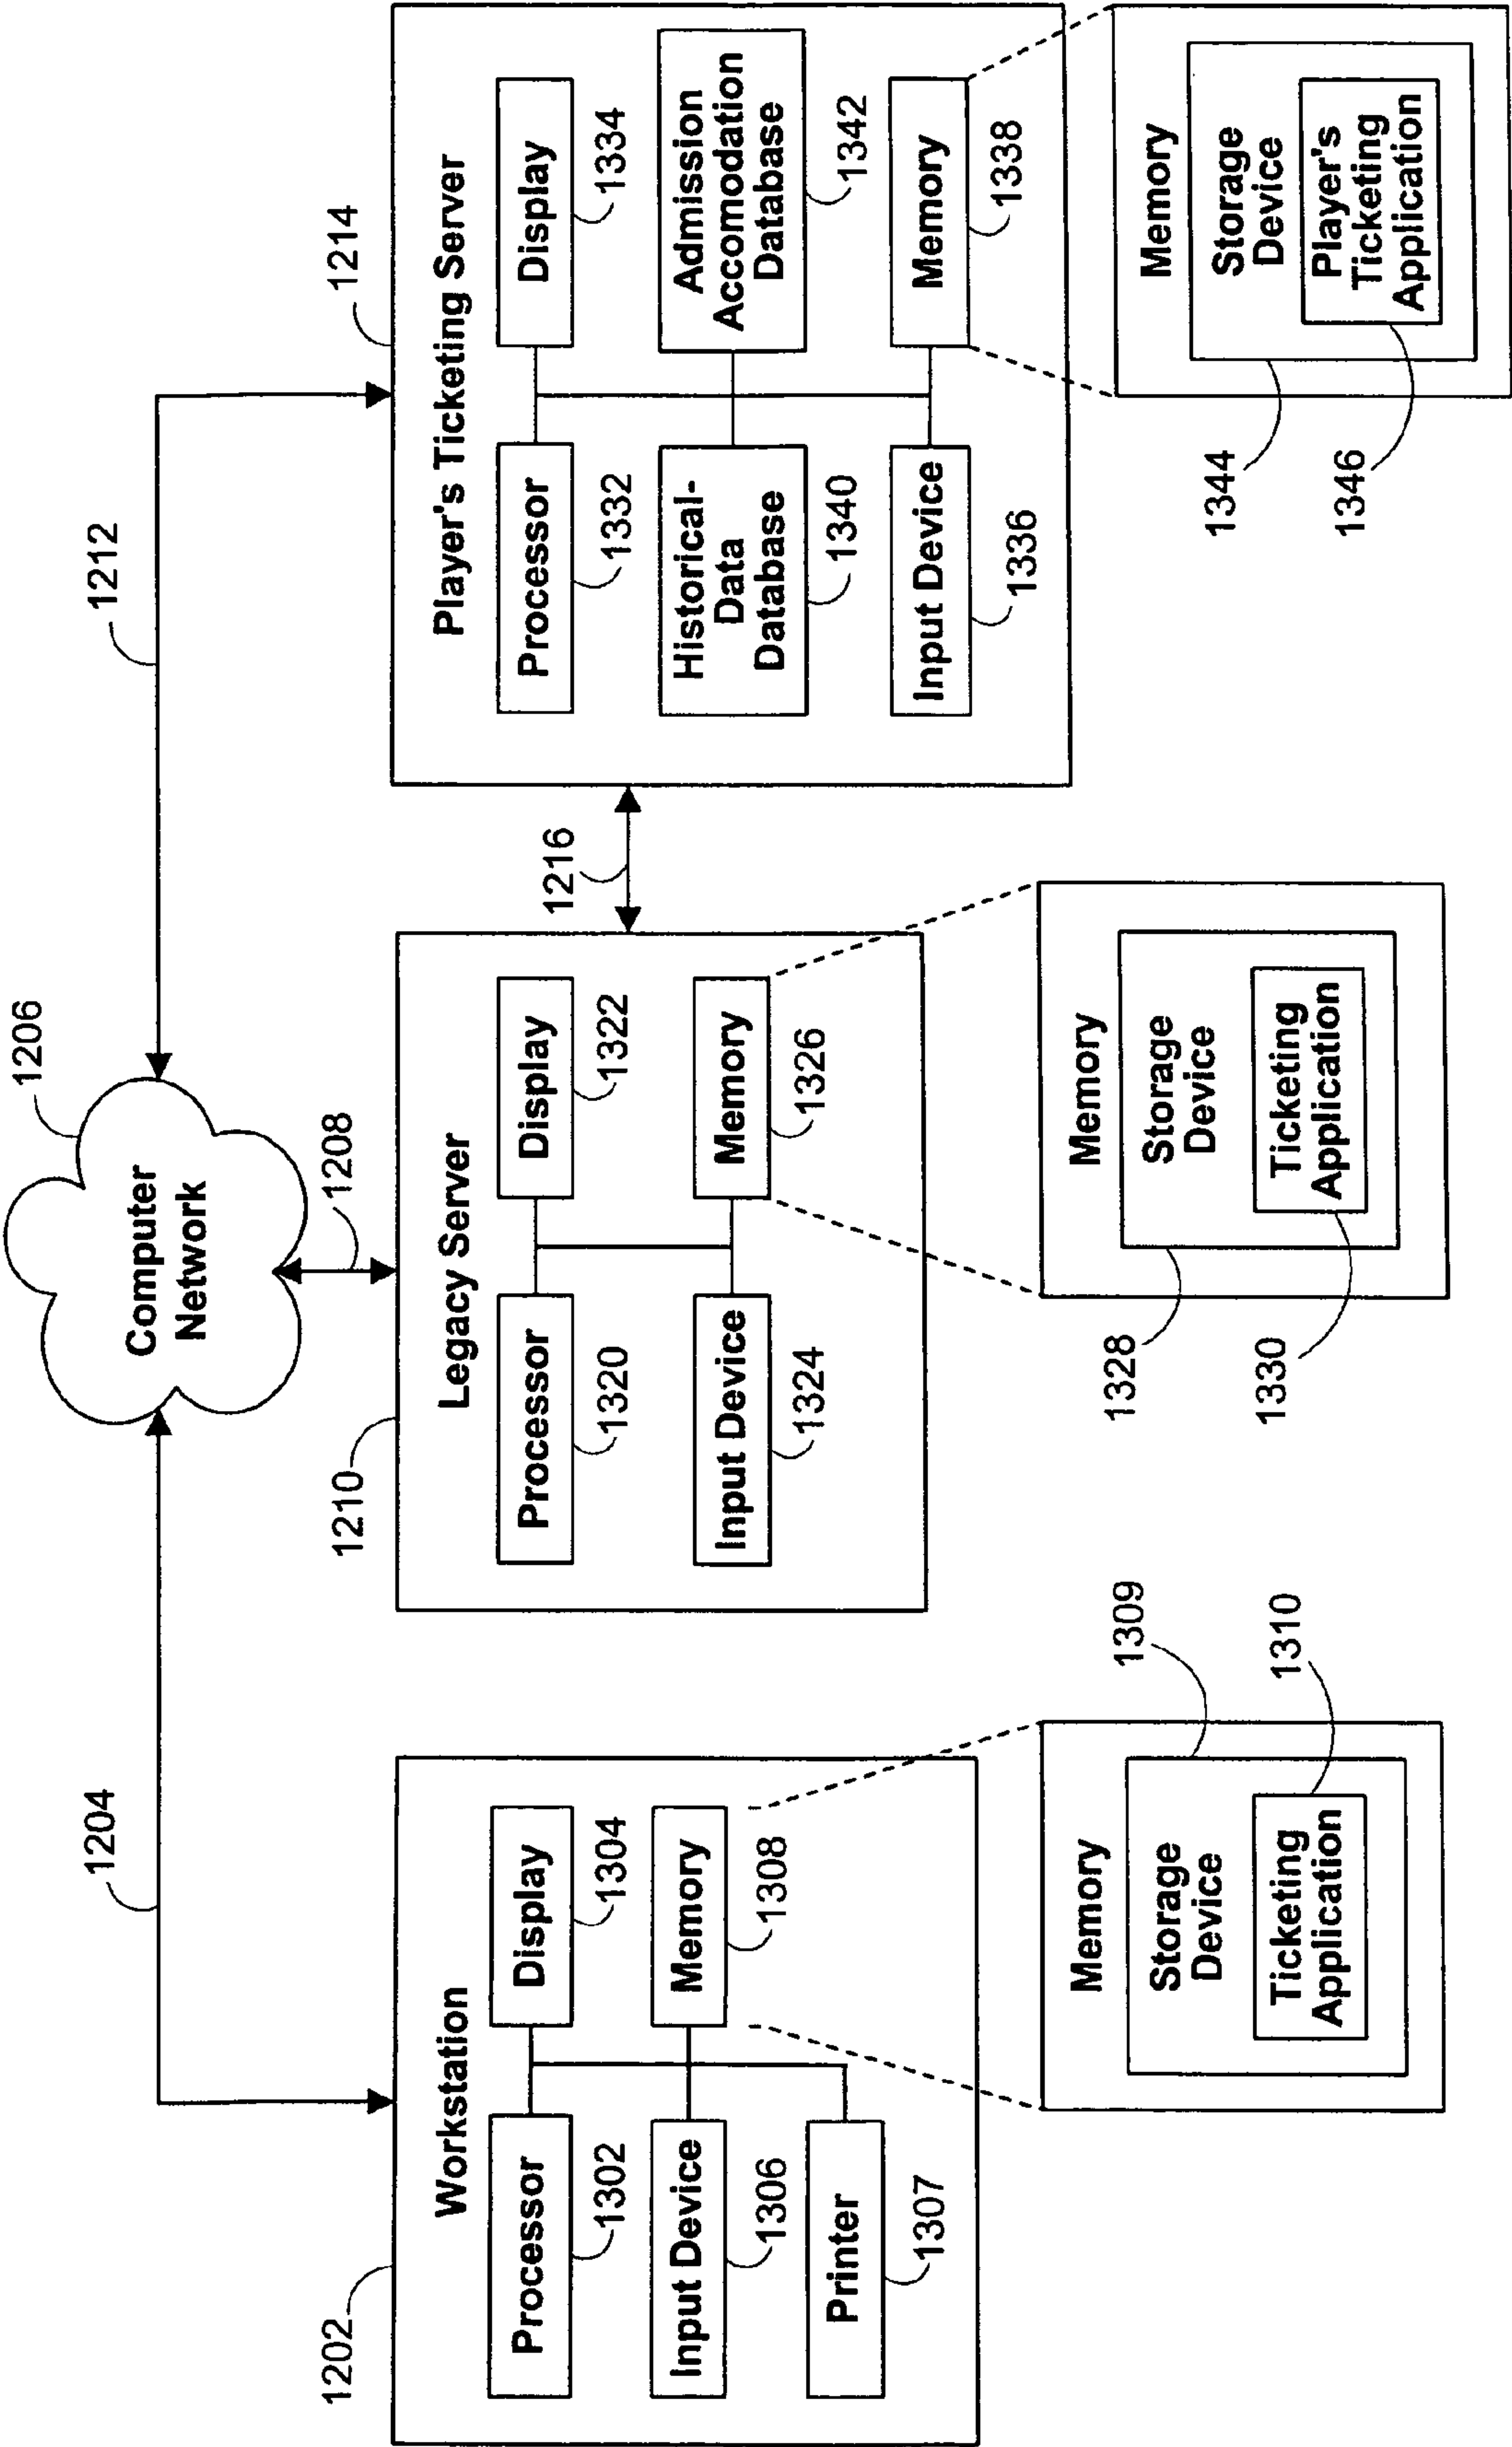 1206
Computer
Network
1204
1208
1212
1202
Workstation
Processor
1302
Display
1304
Input Device
1306
Memory
1308
Printer
1307
Memory
Storage
Device
Ticketing
Application
1309
1310
1210
Legacy Server
Processor
1320
Display
1322
Input Device
1324
Memory
1326
Memory
Storage
Device
Ticketing
Application
1328
1330
1216
1214
Player's Ticketing Server
Processor
1332
Display
1334
Historical-
Data
Database
1340
Admission
Accomodation
Database
1342
Input Device
1336
Memory
1338
Memory
Storage
Device
Player's
Ticketing
Application
1344
1346